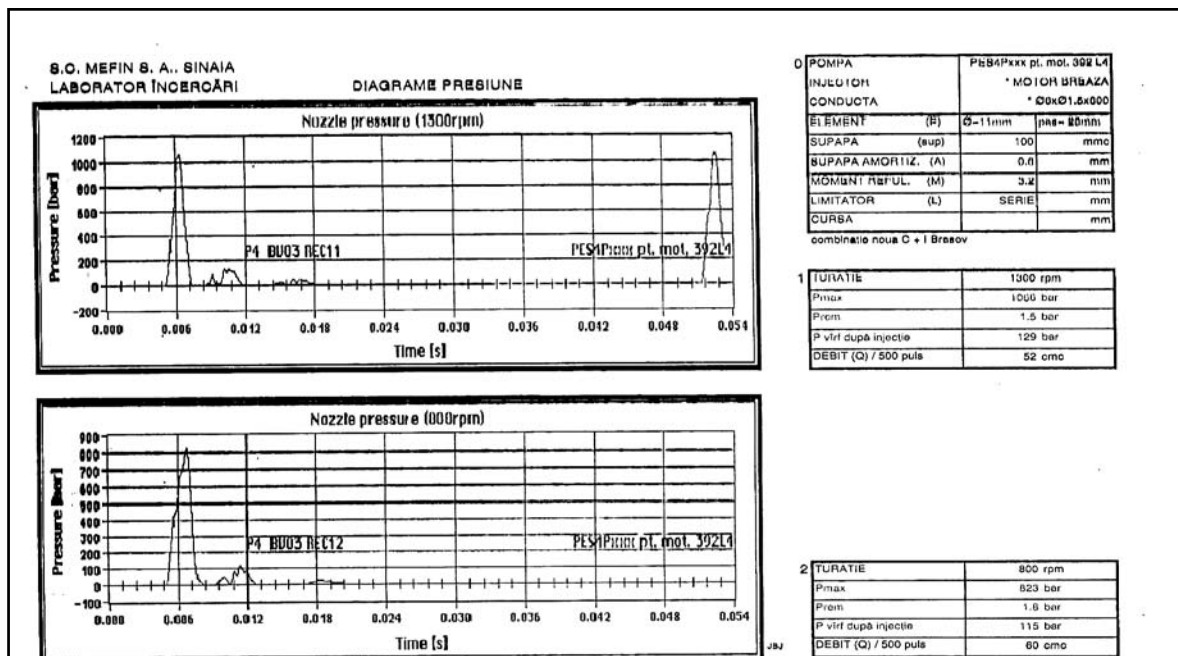 S.C. MEFIN S. A.. SINAIA
LABORATOR ÎNCERCĂRI
DIAGRAME PRESIUNE
Nozzle pressure (1300rpm)
Pressure [bar]
1200
1000
800
600
400
200
0
-200
P4 BU03 REC11
PES4Pxxx pt. mot, 392L4
0.000 0.006 0.012 0.018 0.024 0.030 0.036 0.042 0.048 0.054
Time [s]
Nozzle pressure (800rpm)
Pressure [bar]
900
800
700
600
500
400
300
200
100
0
-100
P4 BU03 REC12
PES4Pxxx pt. mot, 392L4
0.000 0.006 0.012 0.018 0.024 0.030 0.036 0.042 0.048 0.054
Time [s]
JBJ
0 POMPA PES4Pxxx pt. mot. 392 L4
INJECTOR * MOTOR BREAZA
CONDUCTA
ELEMENT (E) Ø-11mm
SUPAPA (sup) 100 mmc
SUPAPA AMORTIZ. (A) mm
MOMENT REFUL. (M) 3.2 mm
LIMITATOR (L) SERIE mm
CURSA mm
combinatie noua C + I Brasov
1 TURATIE 1300 rpm
Pmax 1066 bar
Prem 1.5 bar
P vîrf după injecție 129 bar
DEBIT (Q) / 500 puls 52 cmc
2 TURATIE 800 rpm
Pmax 823 bar
Prem 1.6 bar
P vîrf după injecție 115 bar
DEBIT (Q) / 500 puls 60 cmc